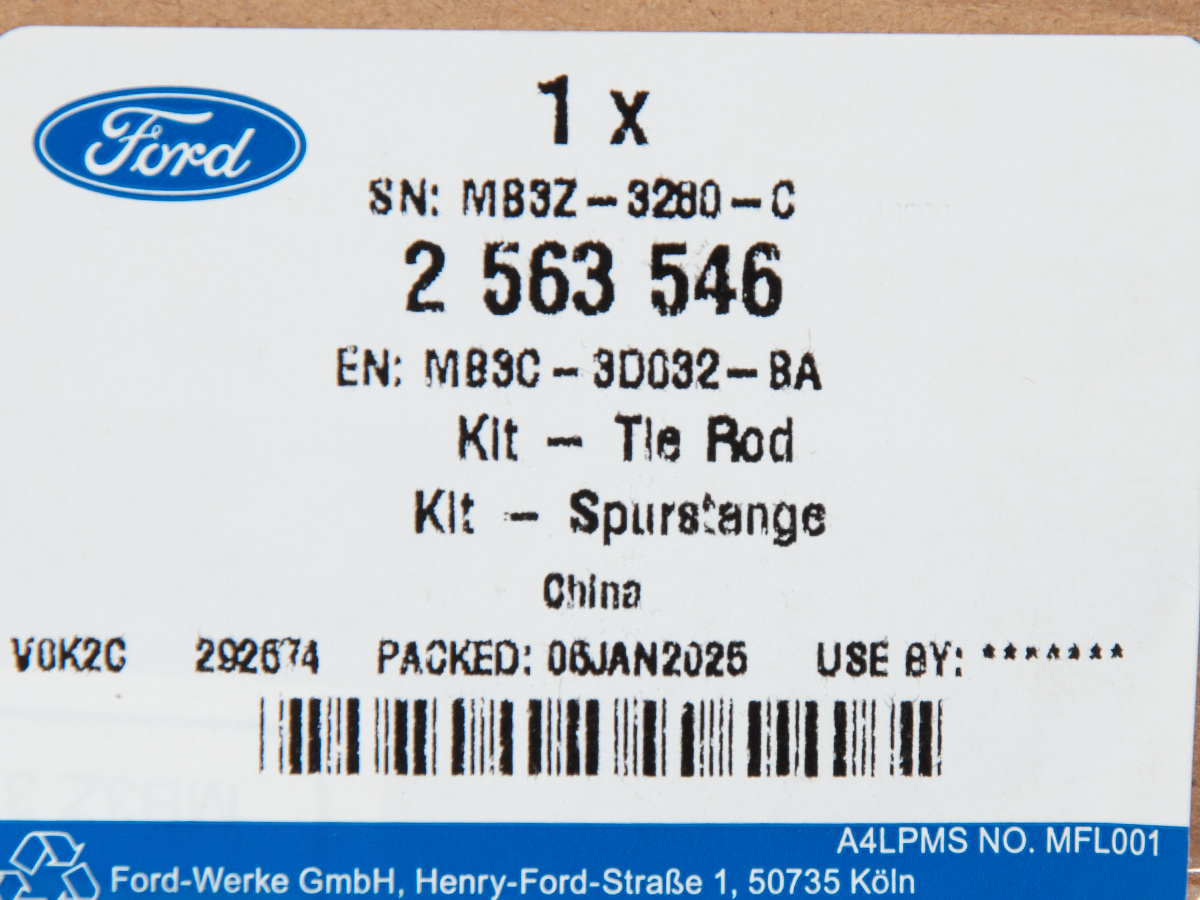 Ford
1 x
SN: MB3Z-3280-C
2 563 546
EN: MB3C-3D032-BA
Kit - Tie Rod
Kit - Spurstange
China
V0K2C 292674 PACKED: 06JAN2025 USE BY: *******
A4LPMS NO. MFL001
Ford-Werke GmbH, Henry-Ford-Straße 1, 50735 Köln